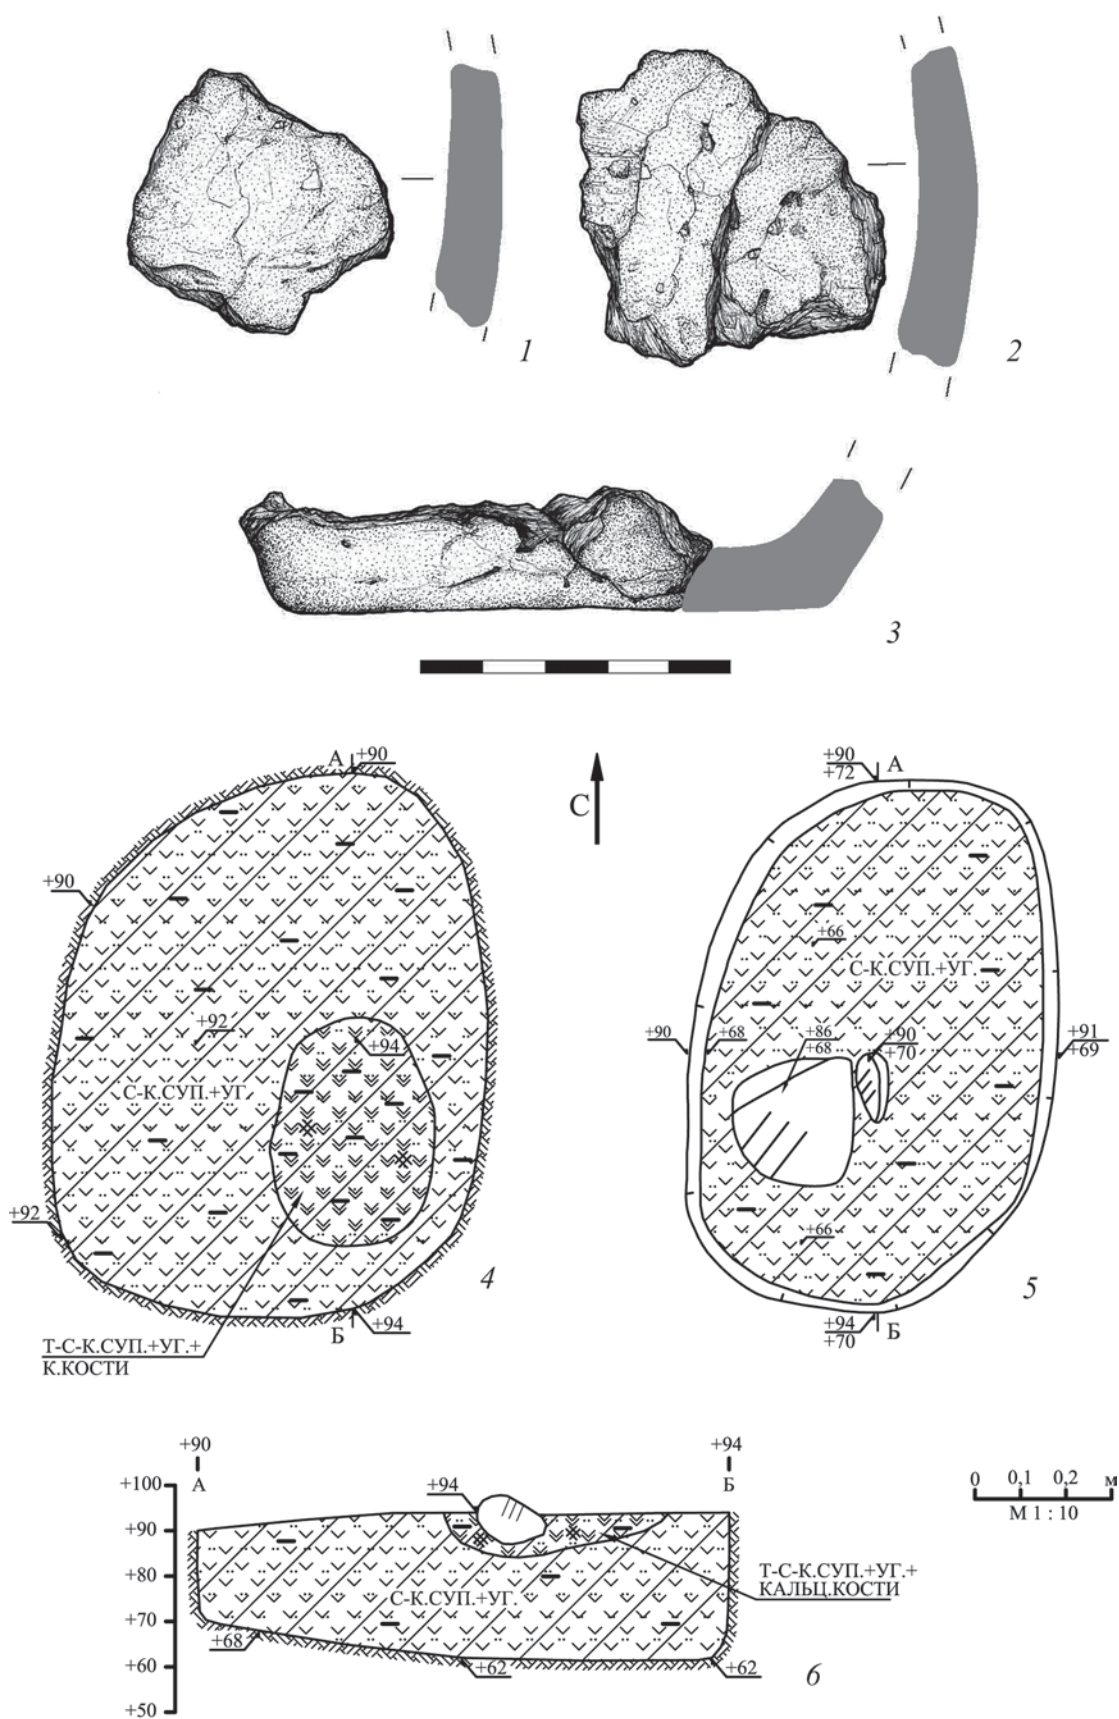 1
2
3
А +90
+90
+92
+94
С-К.СУП.+УГ.
+92
Б +94
4
Т-С-К.СУП.+УГ.+
К.КОСТИ
С
+90
+72
А
+66
С-К.СУП.+УГ.
+90
+68
+86
+68
+90
+70
+91
+69
+66
5
+94
+70
Б
+90
А
+94
Б
+100
+90
+80
+70
+60
+50
+94
С-К.СУП.+УГ.
Т-С-К.СУП.+УГ.+
КАЛЬЦ.КОСТИ
+68
+62
+62
6
0 0,1 0,2 м
М 1 : 10